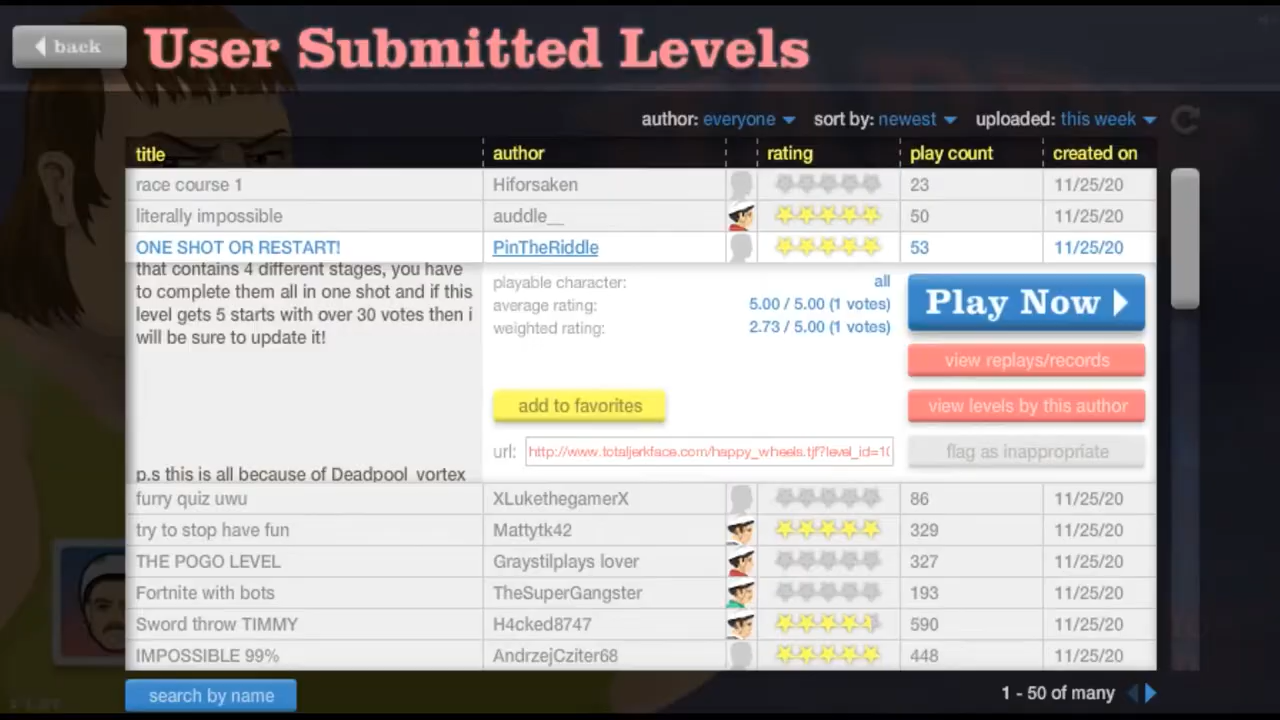 back
User Submitted Levels
author: everyone sort by: newest uploaded: this week
title author rating play count created on
race course 1 Hiforsaken 23 11/25/20
literally impossible auddle__ 50 11/25/20
ONE SHOT OR RESTART! PinTheRiddle 53 11/25/20
that contains 4 different stages, you have
to complete them all in one shot and if this
level gets 5 starts with over 30 votes then i
will be sure to update it!
p.s this is all because of Deadpool_vortex
playable character: all
average rating: 5.00 / 5.00 (1 votes)
weighted rating: 2.73 / 5.00 (1 votes)
add to favorites
url: http://www.totaljerkface.com/happy_wheels.tjf?level_id=1(
Play Now
view replays/records
view levels by this author
flag as inappropriate
furry quiz uwu XLukethegamerX 86 11/25/20
try to stop have fun Mattytk42 329 11/25/20
THE POGO LEVEL Graystilplays lover 327 11/25/20
Fortnite with bots TheSuperGangster 193 11/25/20
Sword throw TIMMY H4cked8747 590 11/25/20
IMPOSSIBLE 99% AndrzejCziter68 448 11/25/20
search by name
1 - 50 of many